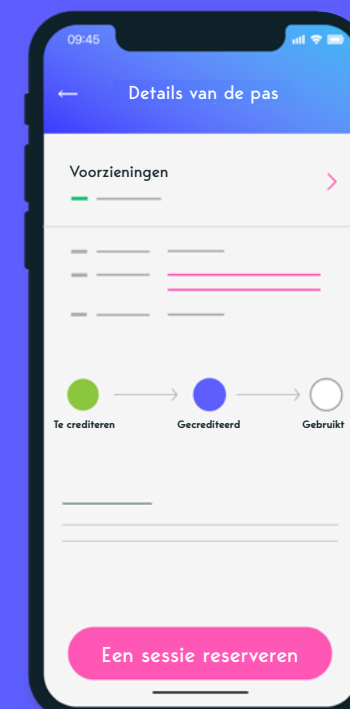 09:45
Details van de pas
Voorzieningen
Te crediteren
Gecrediteerd
Gebruikt
Een sessie reserveren